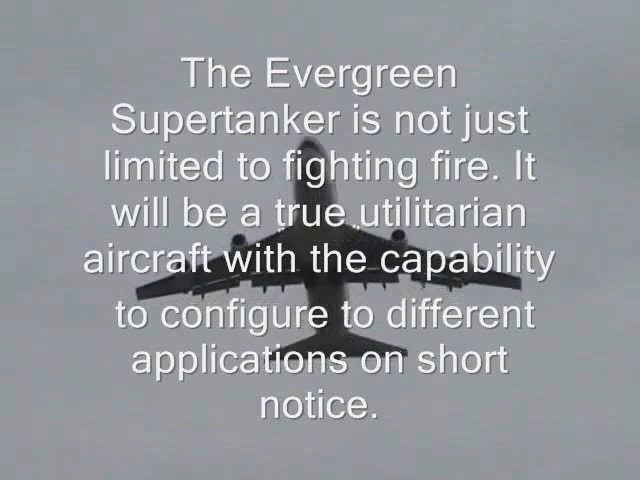 The Evergreen
Supertanker is not just
limited to fighting fire. It
will be a true utilitarian
aircraft with the capability
to configure to different
applications on short
notice.